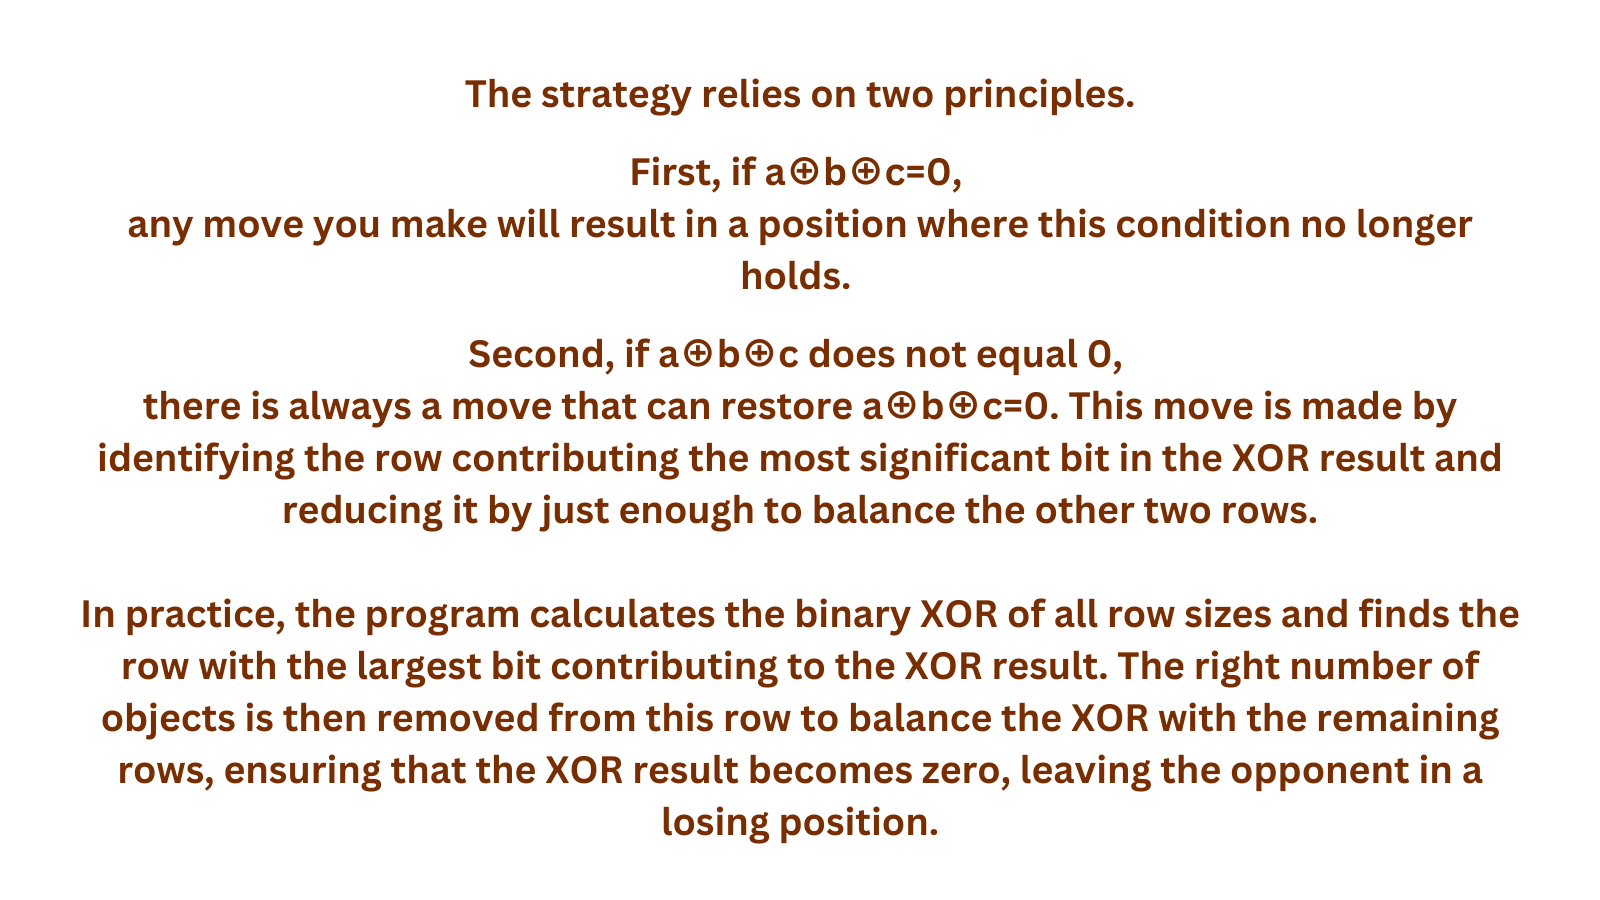 The strategy relies on two principles.
First, if a⊕b⊕c=0,
any move you make will result in a position where this condition no longer
holds.
Second, if a⊕b⊕c does not equal 0,
there is always a move that can restore a⊕b⊕c=0. This move is made by
identifying the row contributing the most significant bit in the XOR result and
reducing it by just enough to balance the other two rows.
In practice, the program calculates the binary XOR of all row sizes and finds the
row with the largest bit contributing to the XOR result. The right number of
objects is then removed from this row to balance the XOR with the remaining
rows, ensuring that the XOR result becomes zero, leaving the opponent in a
losing position.